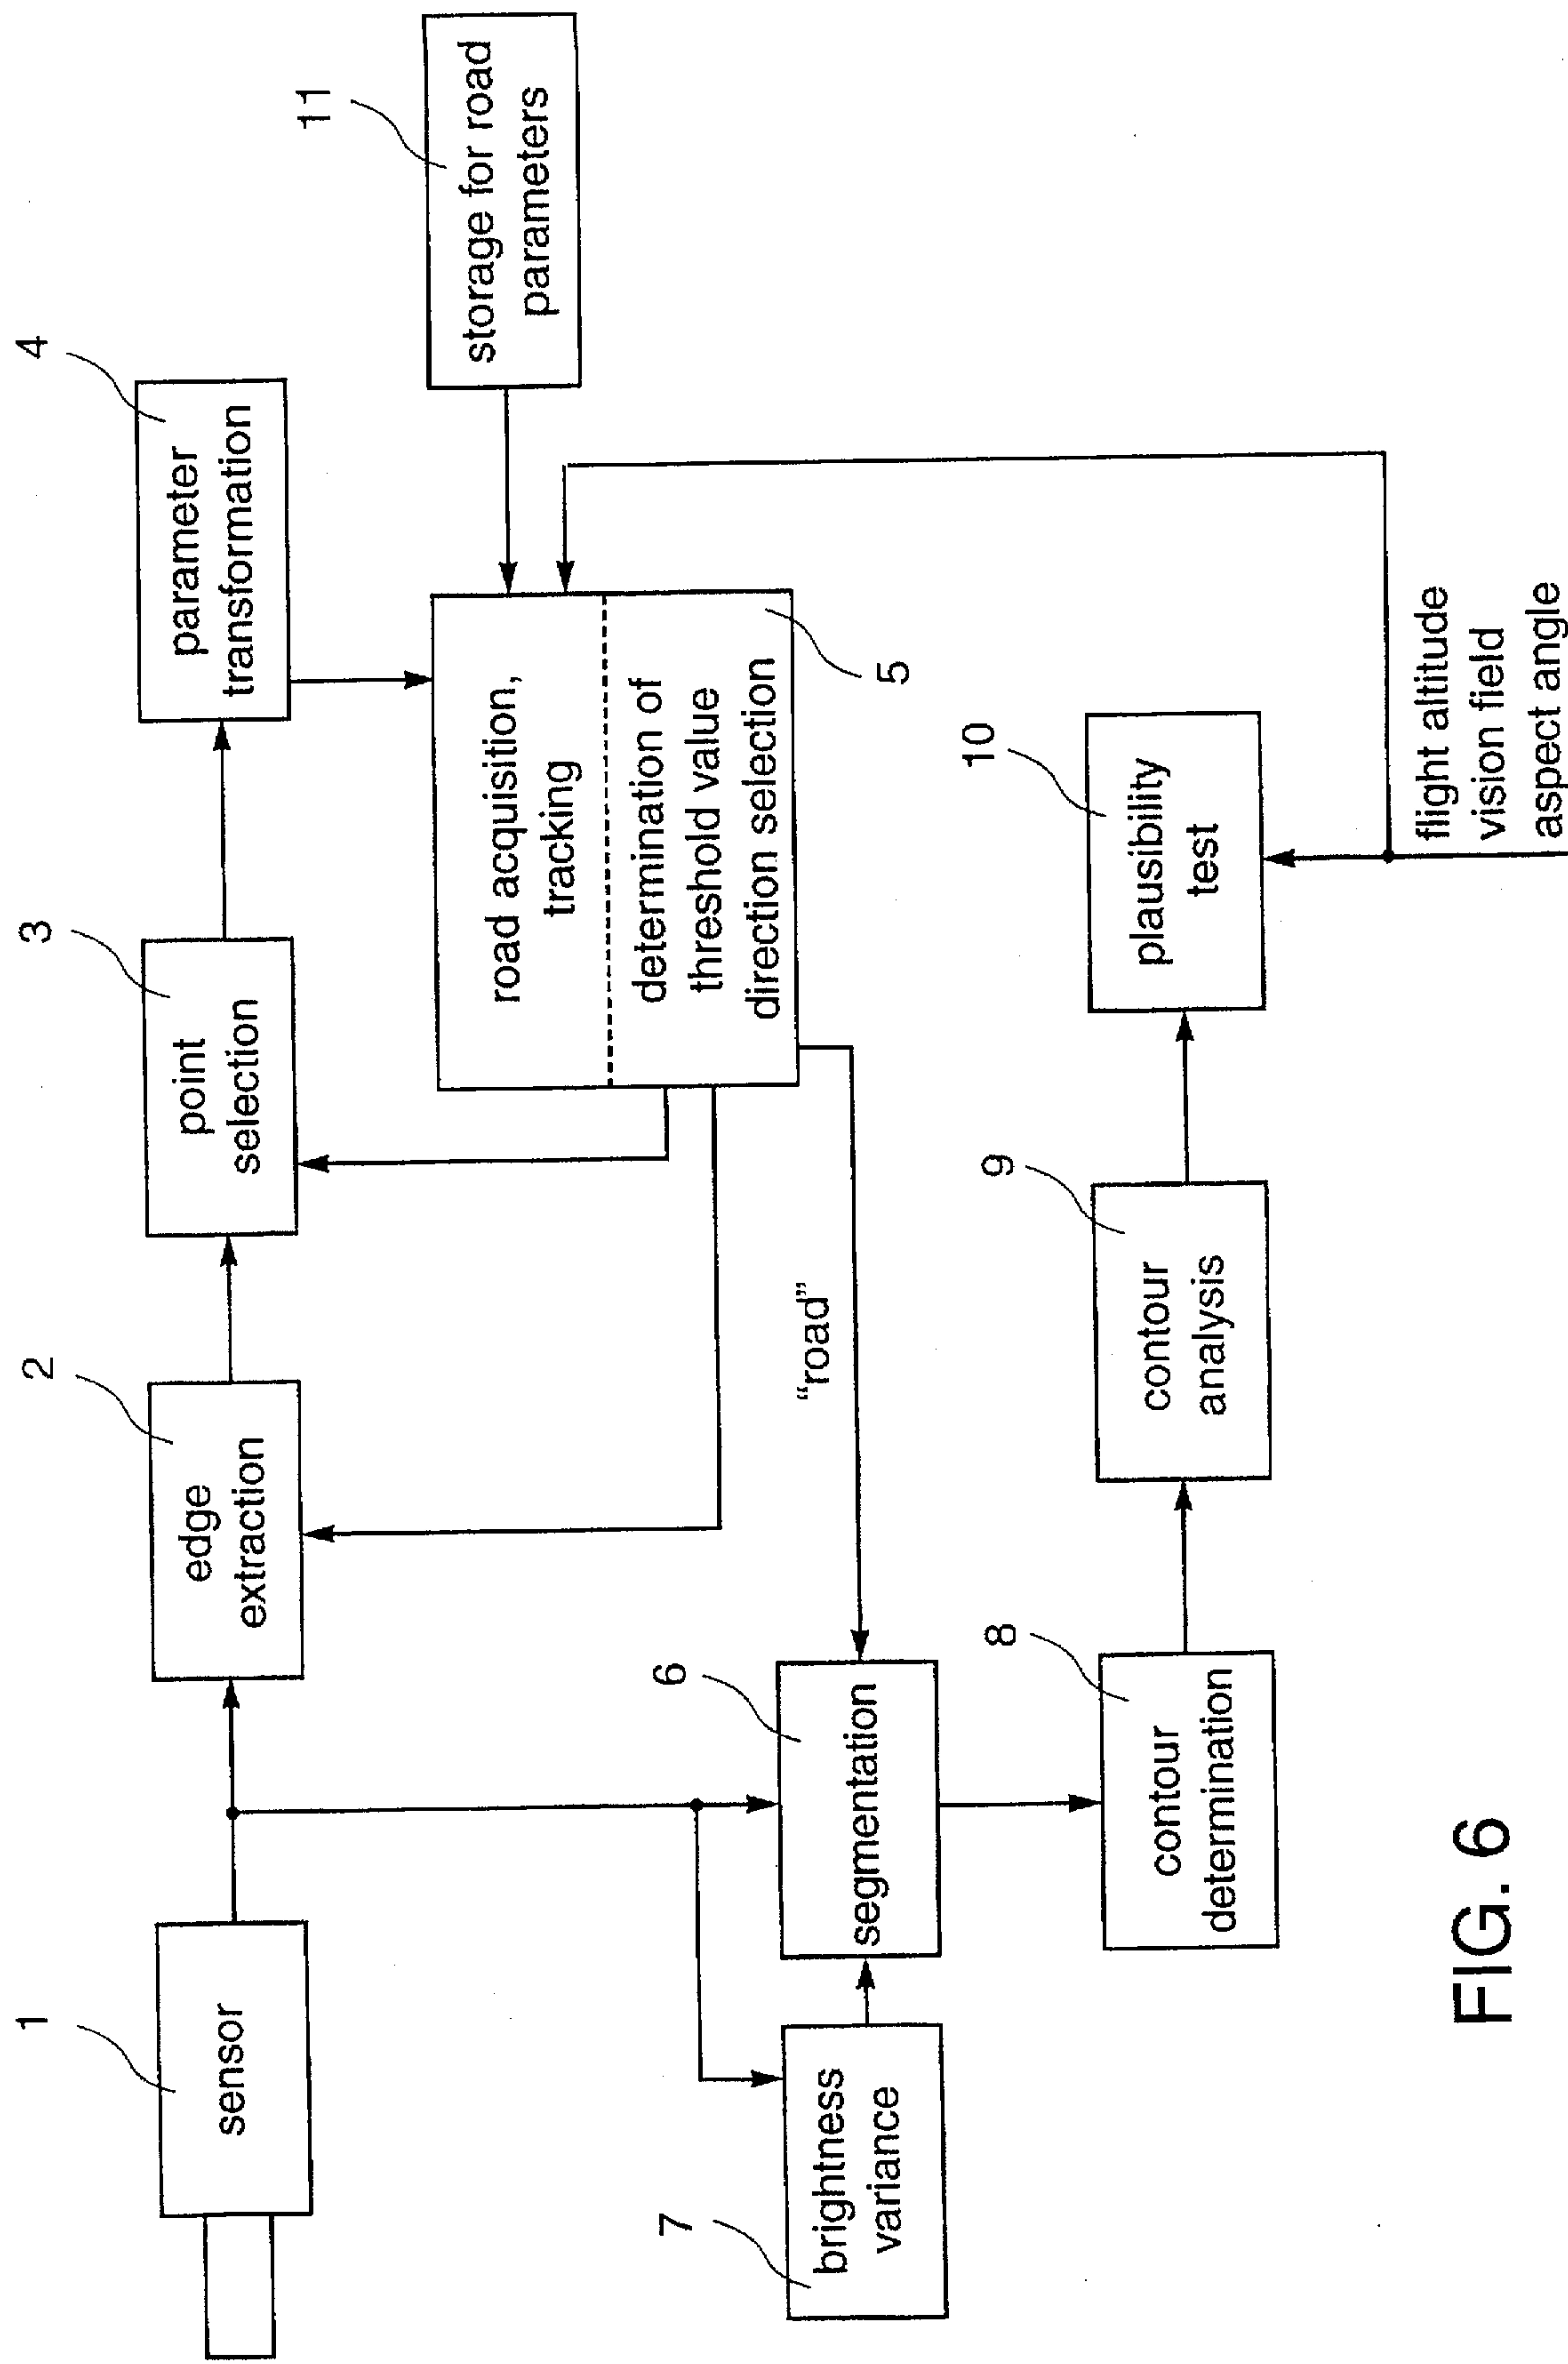 1
sensor
2
edge
extraction
3
point
selection
4
parameter
transformation
11
storage for road
parameters
road acquisition,
tracking
determination of
threshold value
direction selection
5
"road"
6
segmentation
7
brightness
variance
8
contour
determination
9
contour
analysis
10
plausibility
test
flight altitude
vision field
aspect angle
FIG. 6